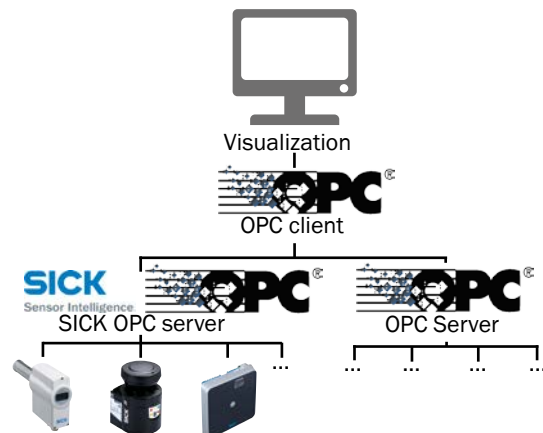 Visualization
OPC®
OPC client
SICK
Sensor Intelligence
OPC®
SICK OPC server
OPC®
OPC Server
...
... ... ... ...